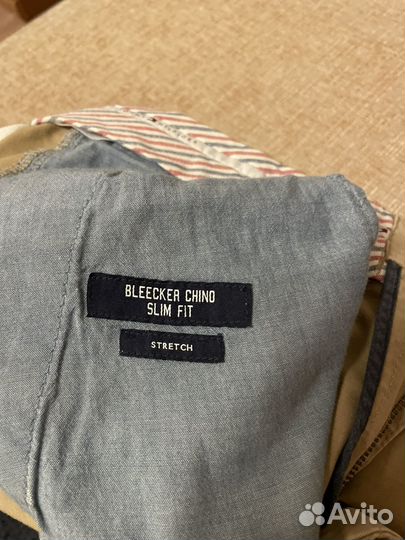 BLEECKER CHINO
SLIM FIT
STRETCH
Avito